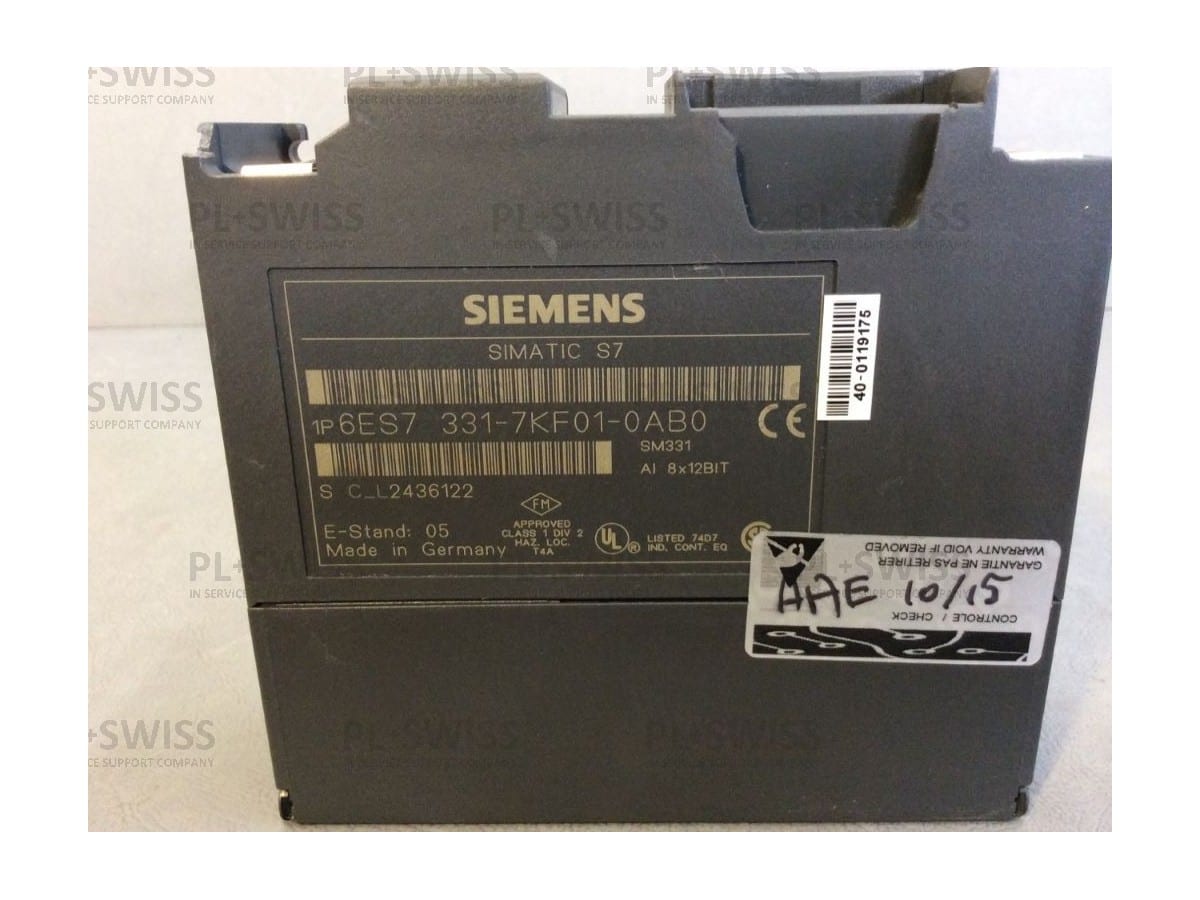 SIEMENS
SIMATIC S7
1P 6ES7 331-7KF01-0AB0
CE
SM331
AI 8x12BIT
S C_L2436122
E-Stand: 05
Made in Germany
FM
APPROVED
CLASS 1 DIV 2
HAZ. LOC.
T4A
UL ®
LISTED 74D7
IND. CONT. EQ
40-0119175
WARRANTY VOID IF REMOVED
GARANTIE NE PAS RETIRER
AAE 10/15
CONTROLE / CHECK
PL+SWISS
IN SERVICE SUPPORT COMPANY